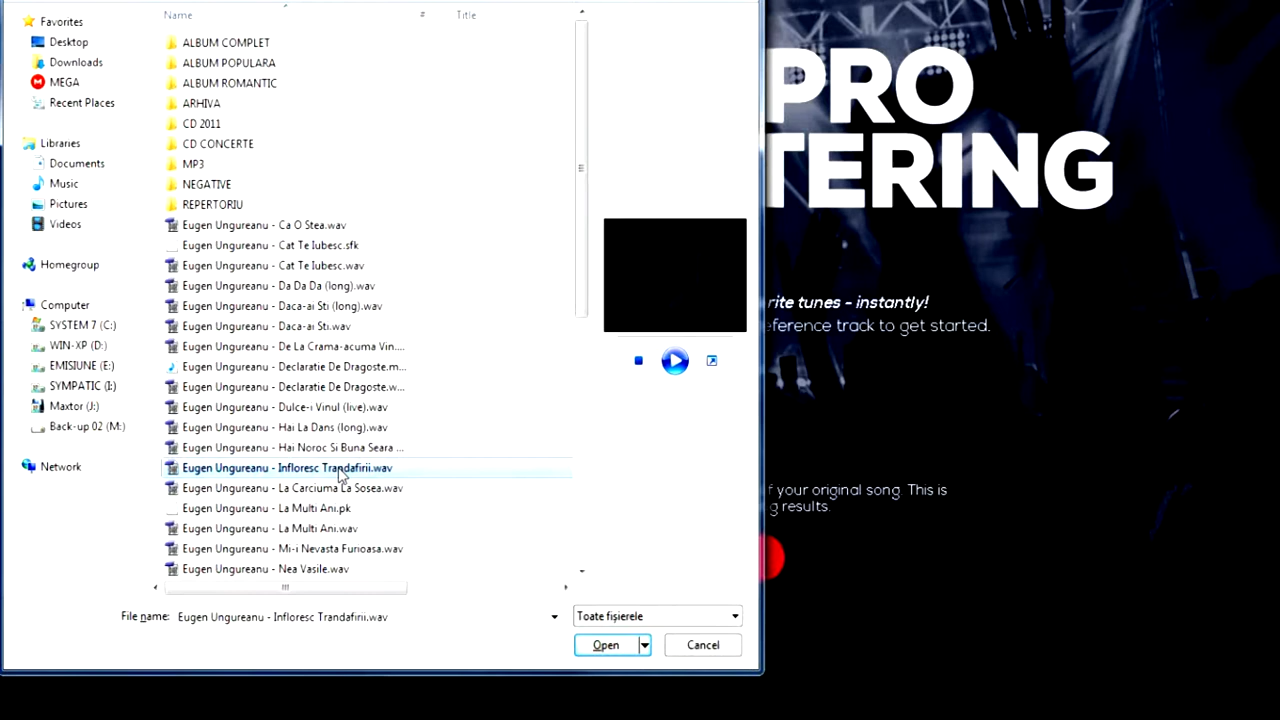 Name # Title
Favorites
Desktop
Downloads
MEGA
Recent Places
Libraries
Documents
Music
Pictures
Videos
Homegroup
Computer
SYSTEM 7 (C:)
WIN-XP (D:)
EMISIUNE (E:)
SYMPATIC (I:)
Maxtor (J:)
Back-up 02 (M:)
Network
ALBUM COMPLET
ALBUM POPULARA
ALBUM ROMANTIC
ARHIVA
CD 2011
CD CONCERTE
MP3
NEGATIVE
REPERTORIU
Eugen Ungureanu - Ca O Stea.wav
Eugen Ungureanu - Cat Te Iubesc.sfk
Eugen Ungureanu - Cat Te Iubesc.wav
Eugen Ungureanu - Da Da Da (long).wav
Eugen Ungureanu - Daca-ai Sti (long).wav
Eugen Ungureanu - Daca-ai Sti.wav
Eugen Ungureanu - De La Crama-acuma Vin....
Eugen Ungureanu - Declaratie De Dragoste.m...
Eugen Ungureanu - Declaratie De Dragoste.w...
Eugen Ungureanu - Dulce-i Vinul (live).wav
Eugen Ungureanu - Hai La Dans (long).wav
Eugen Ungureanu - Hai Noroc Si Buna Seara ...
Eugen Ungureanu - Infloresc Trandafirii.wav
Eugen Ungureanu - La Carciuma La Sosea.wav
Eugen Ungureanu - La Multi Ani.pk
Eugen Ungureanu - La Multi Ani.wav
Eugen Ungureanu - Mi-i Nevasta Furioasa.wav
Eugen Ungureanu - Nea Vasile.wav
File name: Eugen Ungureanu - Infloresc Trandafirii.wav
Toate fișierele
Open
Cancel
PRO
TERING
rite tunes - instantly!
eference track to get started.
f your original song. This is
g results.